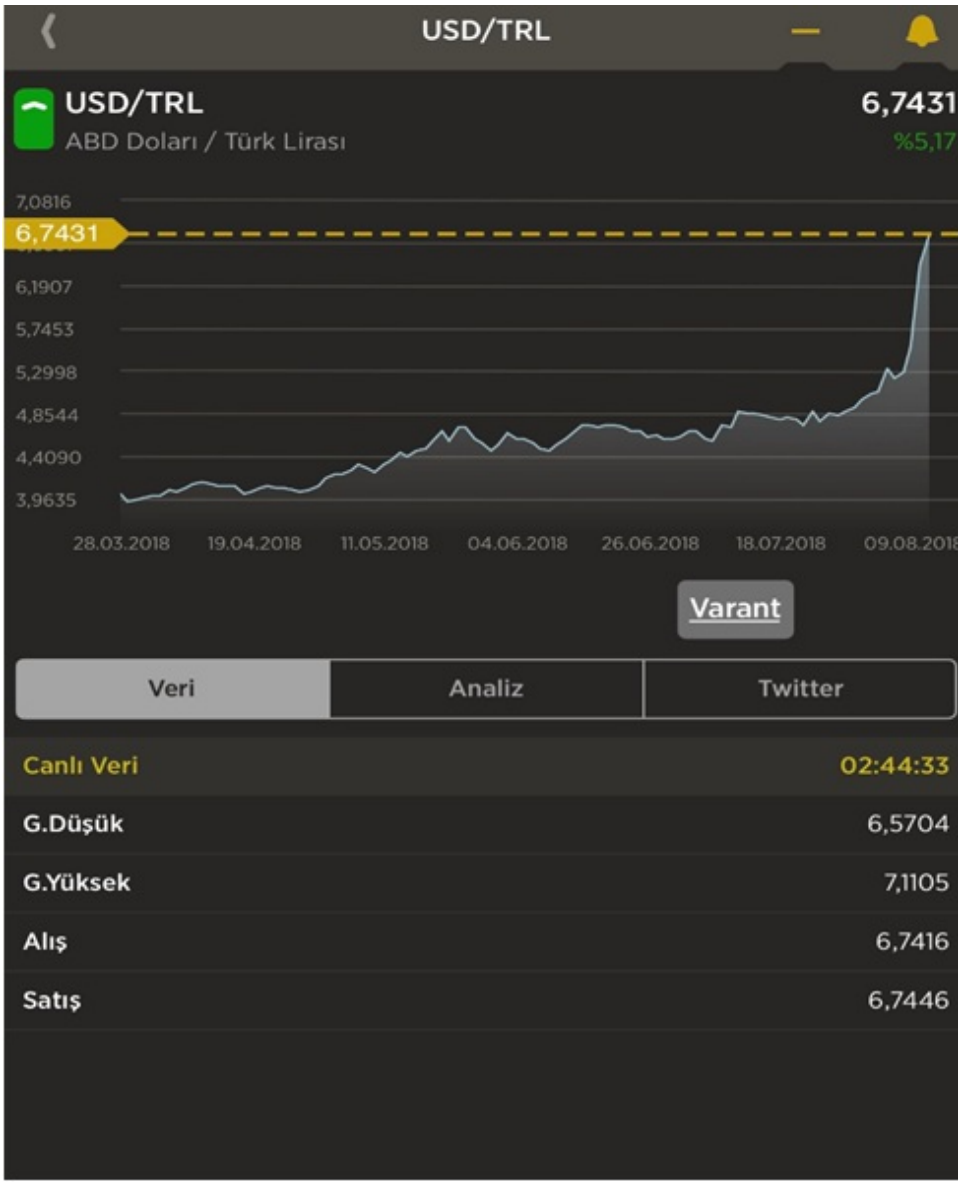 USD/TRL
USD/TRL
6,7431
ABD Doları / Türk Lirası
%5,17
7,0816
6,7431
6,1907
5,7453
5,2998
4,8544
4,4090
3,9635
28.03.2018 19.04.2018 11.05.2018 04.06.2018 26.06.2018 18.07.2018 09.08.2018
Varant
Veri Analiz Twitter
Canlı Veri 02:44:33
G.Düşük 6,5704
G.Yüksek 7,1105
Alış 6,7416
Satış 6,7446